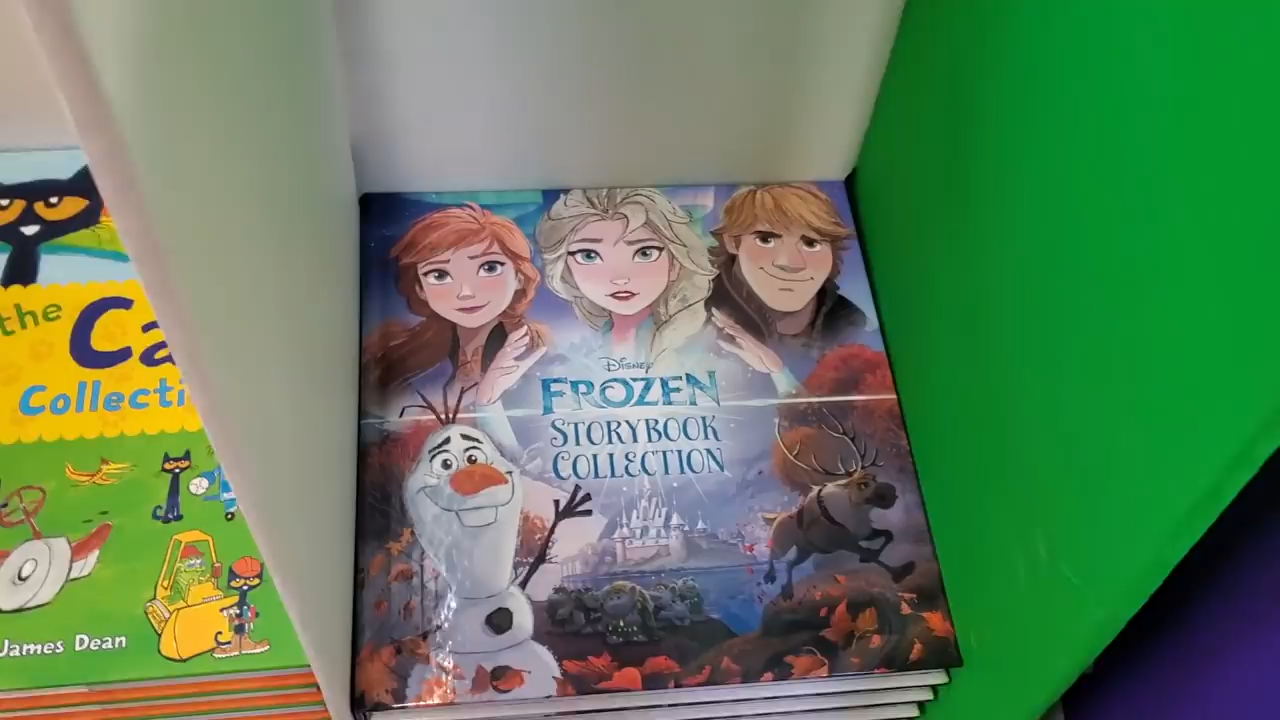 the Ca
Collecti
James Dean
Disney
FROZEN
STORYBOOK
COLLECTION